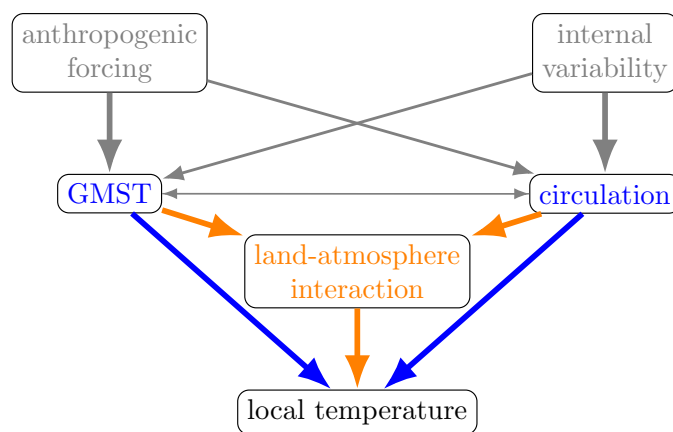 anthropogenic
forcing
internal
variability
GMST
circulation
land-atmosphere
interaction
local temperature